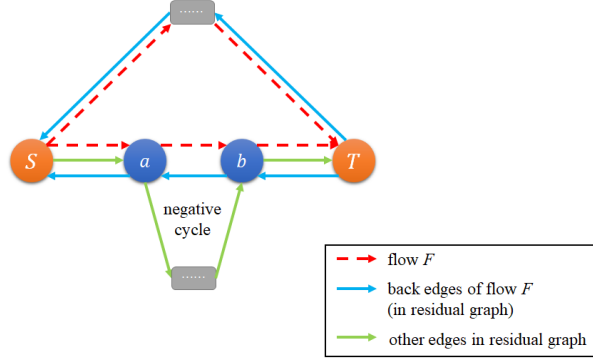 ......
S
a
b
T
negative
cycle
......
flow F
back edges of flow F
(in residual graph)
other edges in residual graph